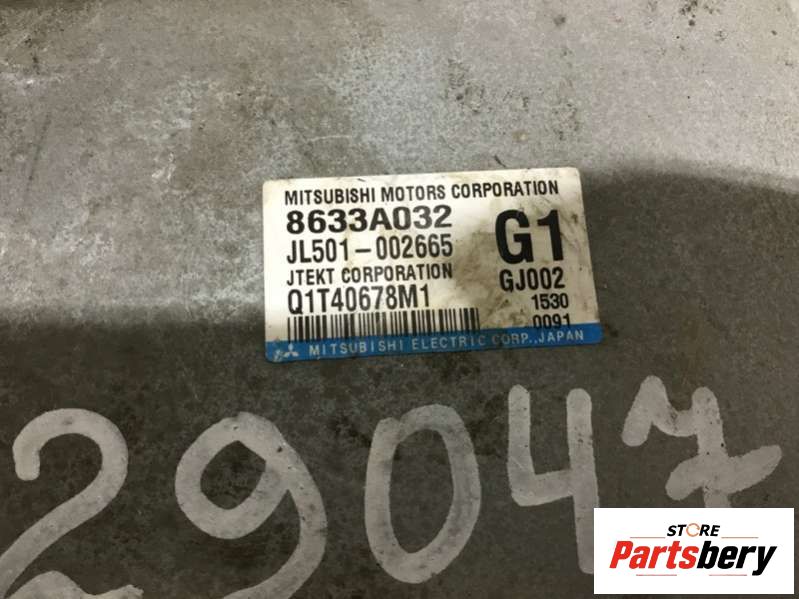 MITSUBISHI MOTORS CORPORATION
8633A032
JL501-002665
G1
JTEKT CORPORATION
GJ002
Q1T40678M1
1530
0091
MITSUBISHI ELECTRIC CORP.,JAPAN
29047
STORE
Partsbery